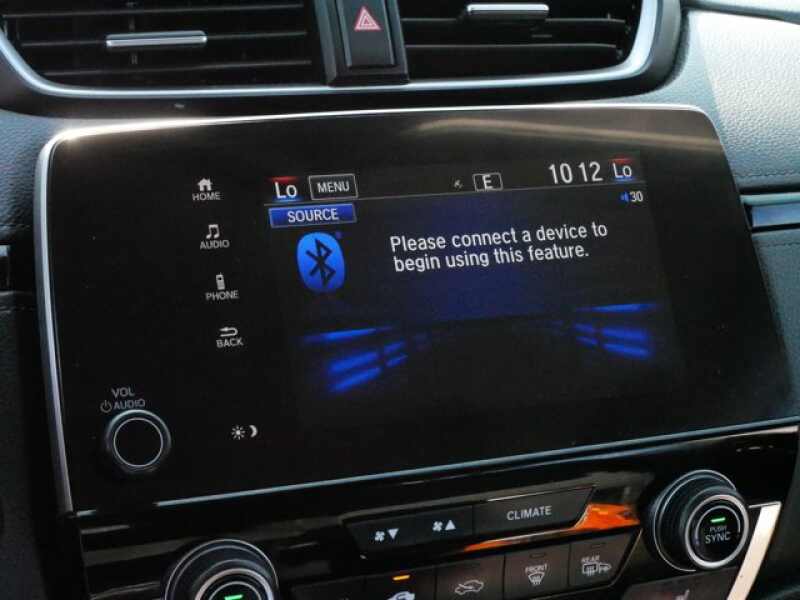 HOME
Lo
MENU
E
10 12
Lo
SOURCE
30
AUDIO
Please connect a device to
begin using this feature.
PHONE
BACK
VOL
AUDIO
CLIMATE
PUSH
SYNC
FRONT
REAR